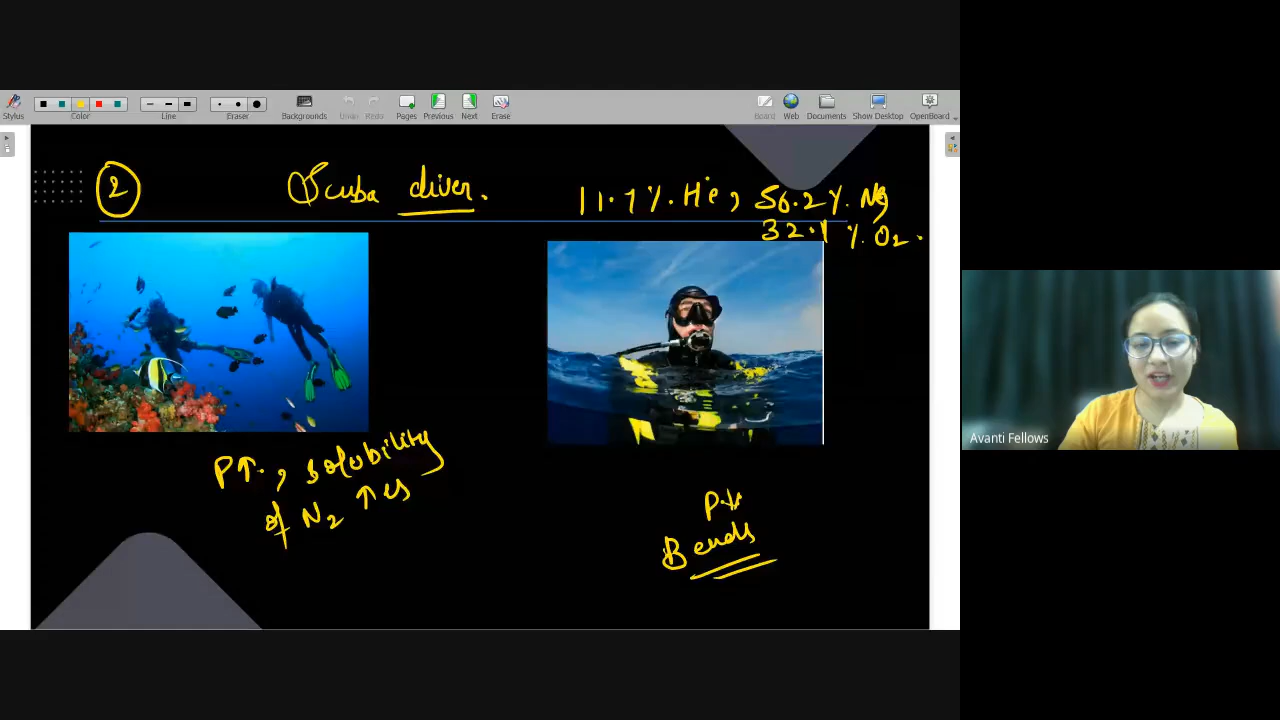 Stylus
Color
Line
Eraser
Backgrounds
Undo
Redo
Pages
Previous
Next
Erase
Board
Web
Documents
Show Desktop
OpenBoard
2
Scuba diver.
11.7 %. He, 56.2 %. N2
32.1 %. O2.
P↑. , solubility
of N2 ↑es
Bends
Avanti Fellows